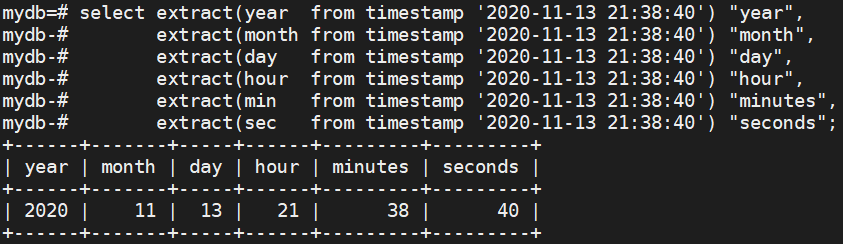 mydb=# select extract(year  from timestamp '2020-11-13 21:38:40') "year",
mydb-#        extract(month from timestamp '2020-11-13 21:38:40') "month",
mydb-#        extract(day   from timestamp '2020-11-13 21:38:40') "day",
mydb-#        extract(hour  from timestamp '2020-11-13 21:38:40') "hour",
mydb-#        extract(min   from timestamp '2020-11-13 21:38:40') "minutes",
mydb-#        extract(sec   from timestamp '2020-11-13 21:38:40') "seconds";
+------+-------+-----+------+---------+---------+
| year | month | day | hour | minutes | seconds |
+------+-------+-----+------+---------+---------+
| 2020 |    11 |  13 |   21 |      38 |      40 |
+------+-------+-----+------+---------+---------+